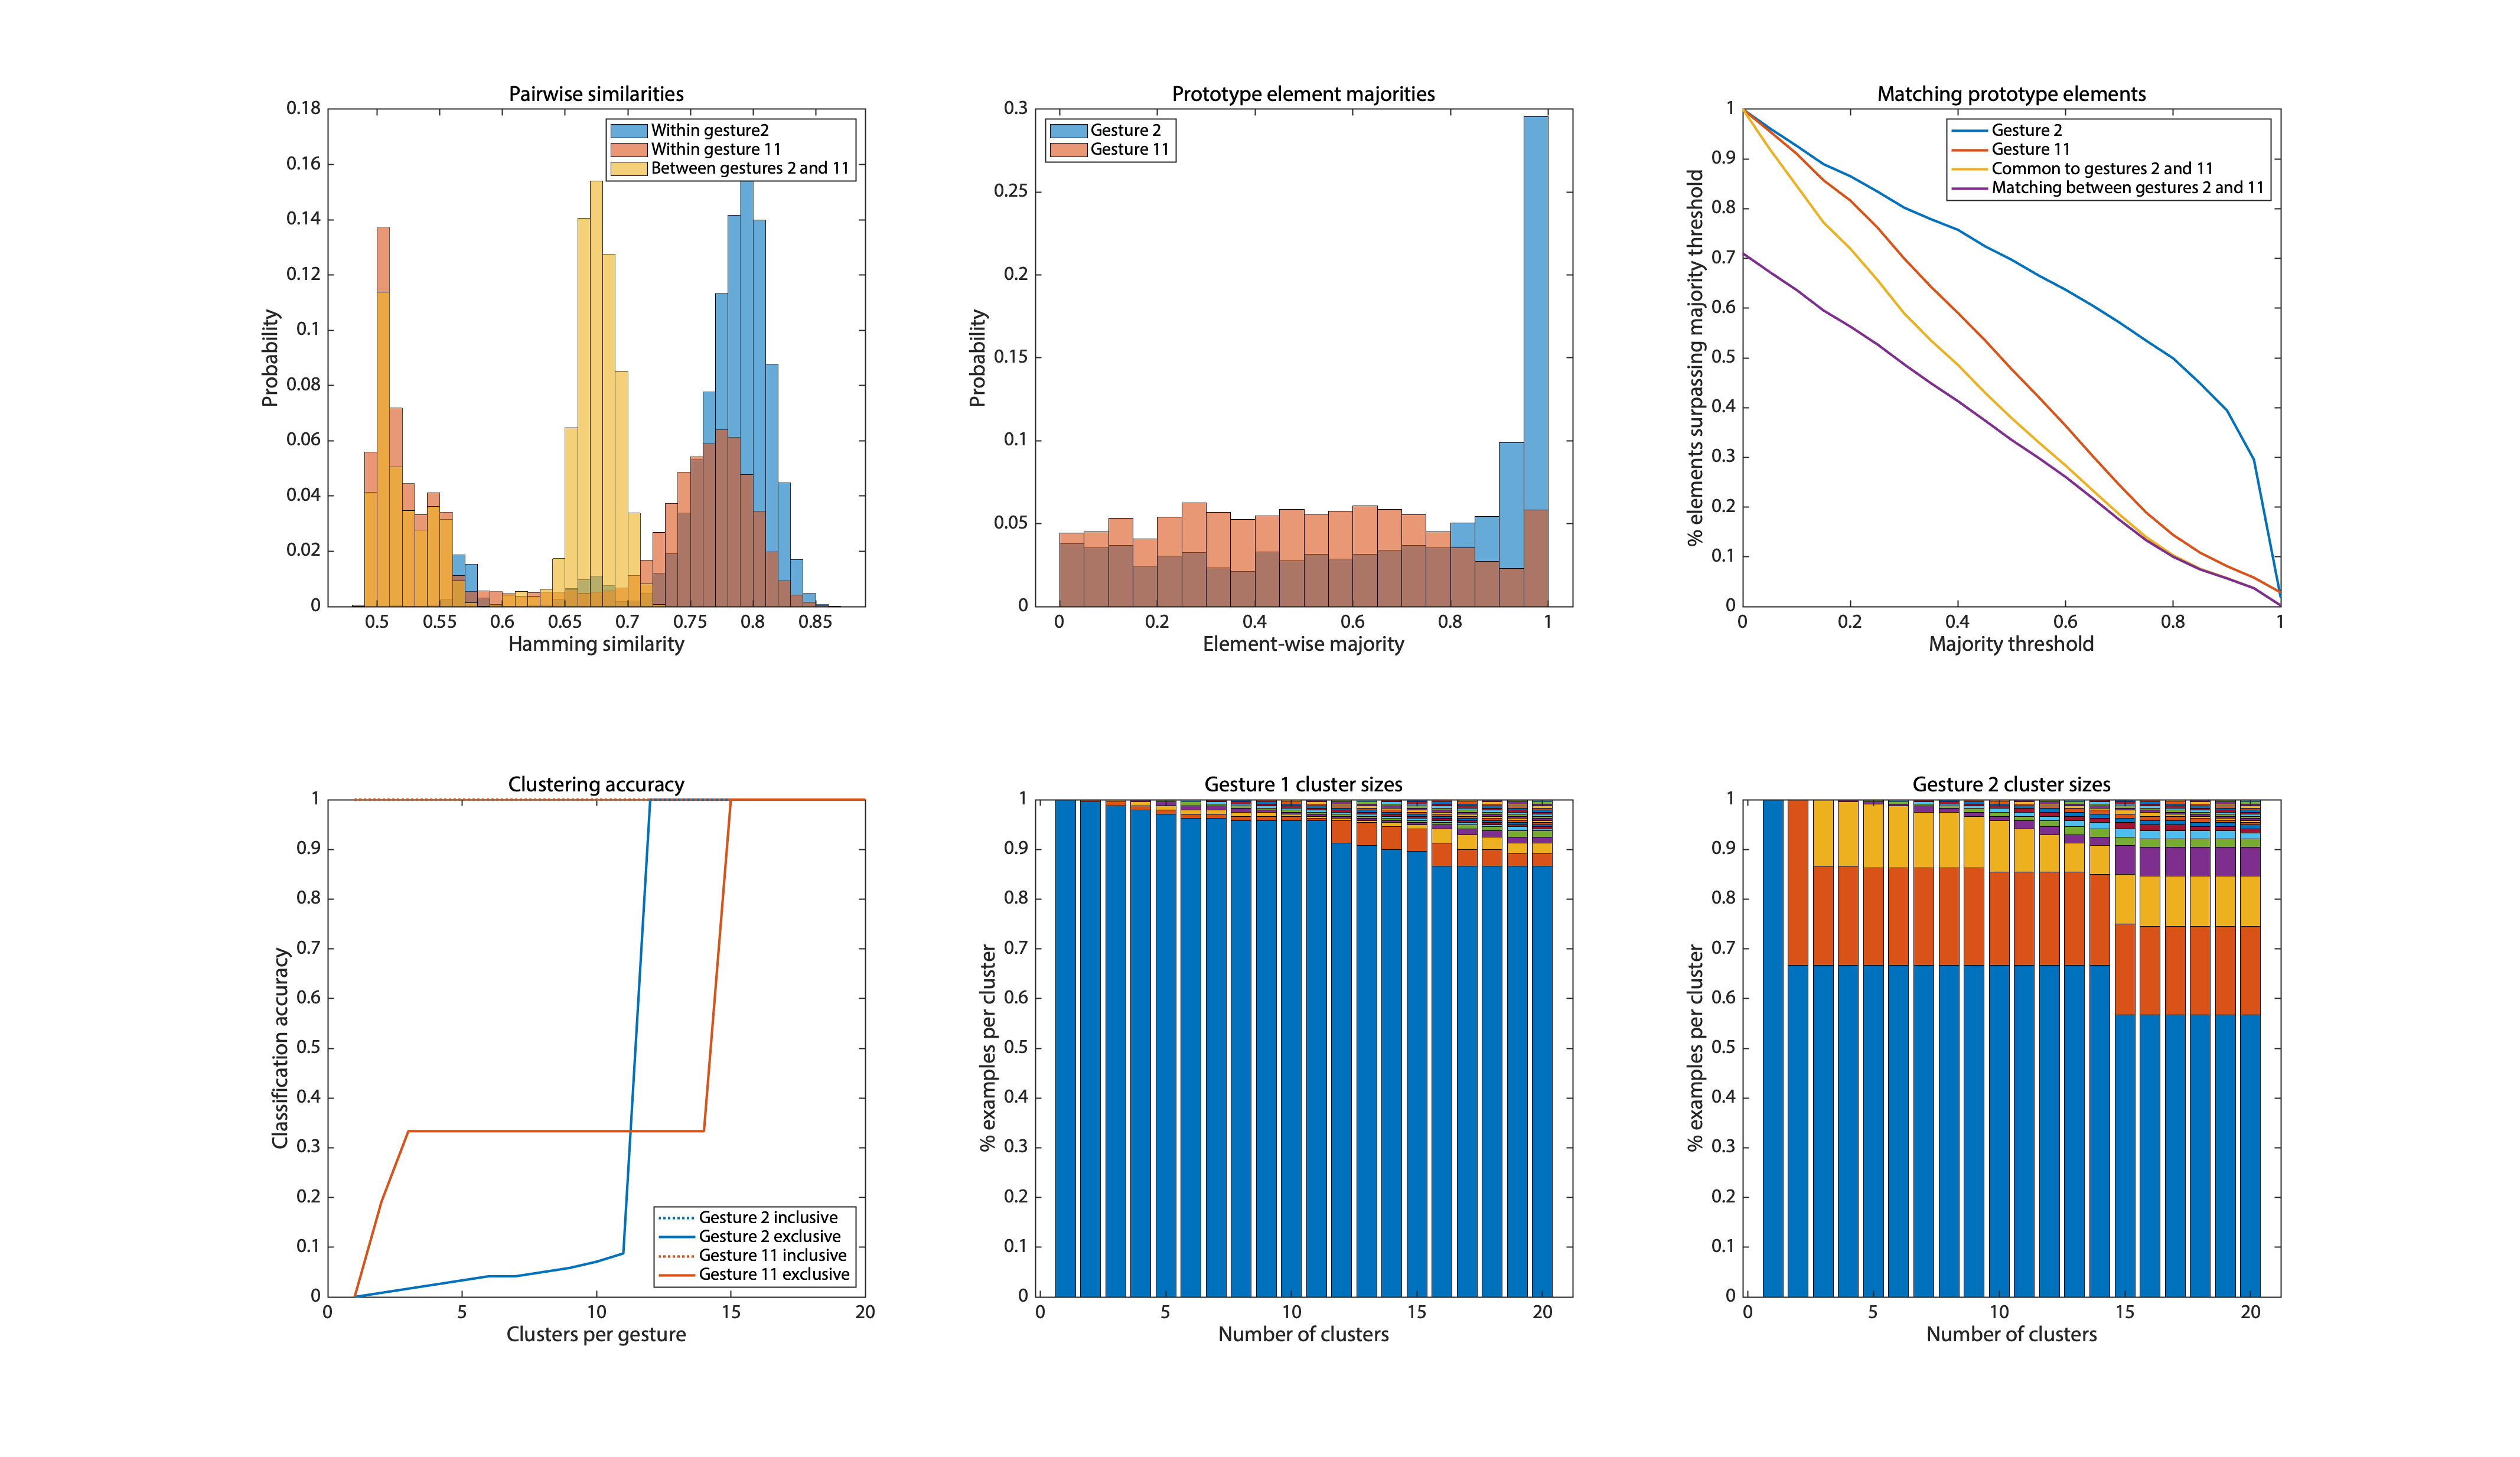 Pairwise similarities
0.18
0.16
0.14
0.12
0.1
0.08
0.06
0.04
0.02
0
Probability
Within gesture2
Within gesture 11
Between gestures 2 and 11
0.5 0.55 0.6 0.65 0.7 0.75 0.8 0.85
Hamming similarity
Prototype element majorities
0.3
0.25
0.2
0.15
0.1
0.05
0
Probability
Gesture 2
Gesture 11
0 0.2 0.4 0.6 0.8 1
Element-wise majority
Matching prototype elements
1
0.9
0.8
0.7
0.6
0.5
0.4
0.3
0.2
0.1
0
% elements surpassing majority threshold
Gesture 2
Gesture 11
Common to gestures 2 and 11
Matching between gestures 2 and 11
0 0.2 0.4 0.6 0.8 1
Majority threshold
Clustering accuracy
1
0.9
0.8
0.7
0.6
0.5
0.4
0.3
0.2
0.1
0
Classification accuracy
Gesture 2 inclusive
Gesture 2 exclusive
Gesture 11 inclusive
Gesture 11 exclusive
0 5 10 15 20
Clusters per gesture
Gesture 1 cluster sizes
1
0.9
0.8
0.7
0.6
0.5
0.4
0.3
0.2
0.1
0
% examples per cluster
0 5 10 15 20
Number of clusters
Gesture 2 cluster sizes
1
0.9
0.8
0.7
0.6
0.5
0.4
0.3
0.2
0.1
0
% examples per cluster
0 5 10 15 20
Number of clusters